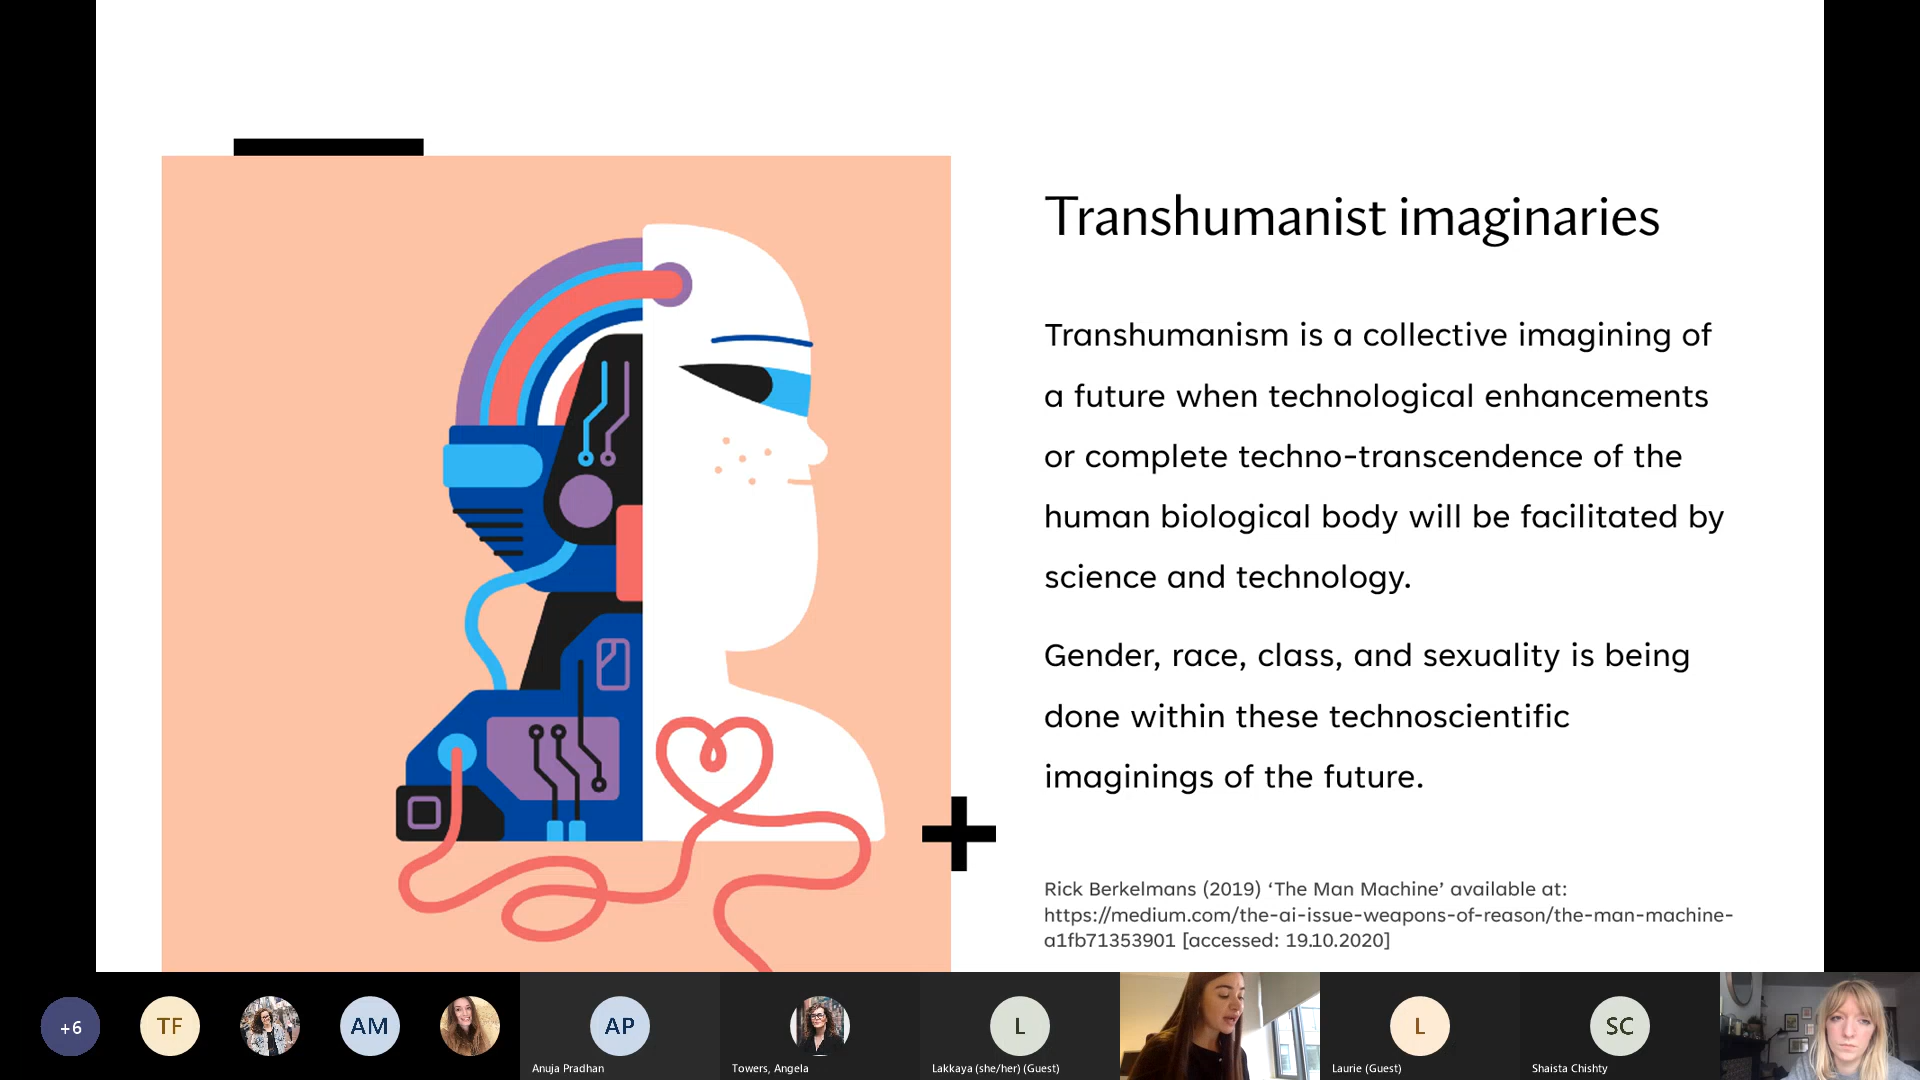 Transhumanist imaginaries
Transhumanism is a collective imagining of
a future when technological enhancements
or complete techno-transcendence of the
human biological body will be facilitated by
science and technology.
Gender, race, class, and sexuality is being
done within these technoscientific
imaginings of the future.
Rick Berkelmans (2019) ‘The Man Machine’ available at:
https://medium.com/the-ai-issue-weapons-of-reason/the-man-machine-
a1fb71353901 [accessed: 19.10.2020]
+6
TF
AM
AP
Anuja Pradhan
Towers, Angela
L
Lakkaya (she/her) (Guest)
L
Laurie (Guest)
SC
Shaista Chishty